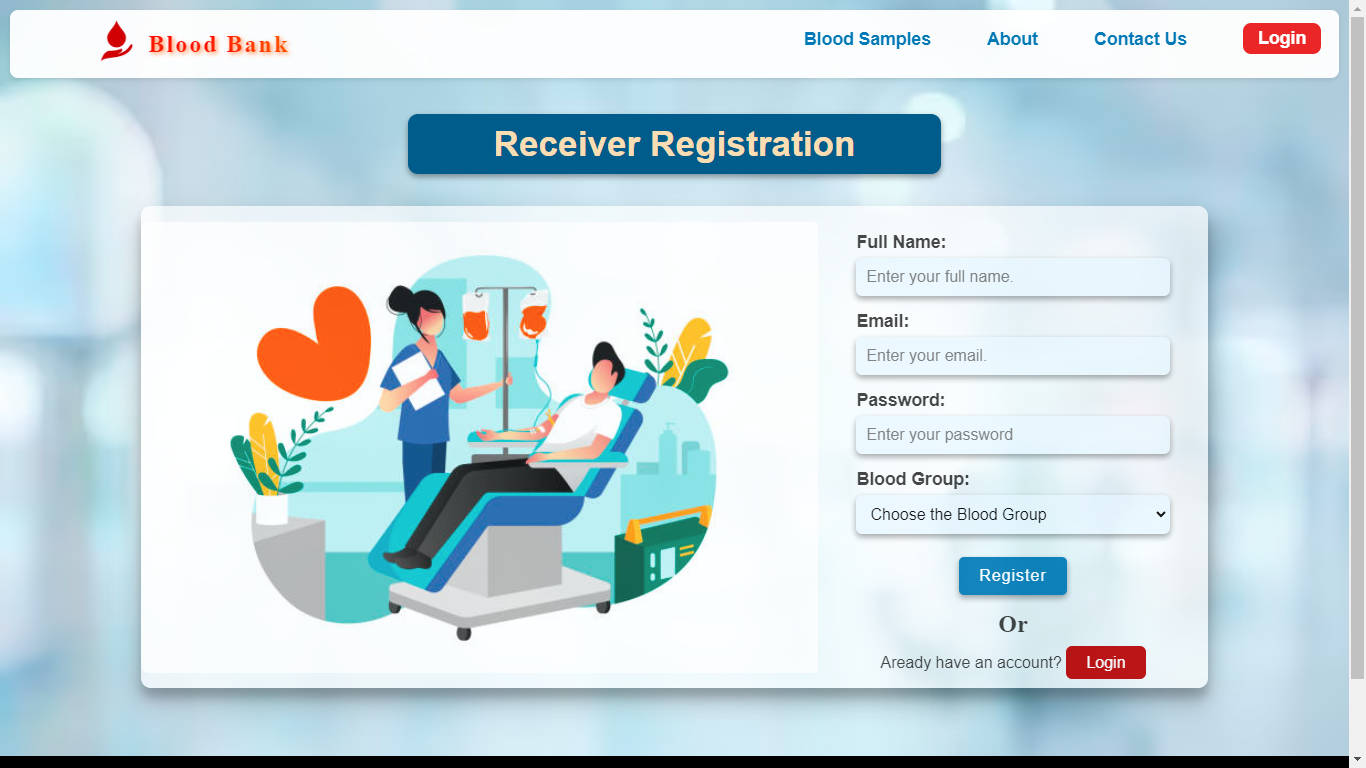 Blood Bank
Blood Samples About Contact Us Login
Receiver Registration
Full Name:
Enter your full name.
Email:
Enter your email.
Password:
Enter your password
Blood Group:
Choose the Blood Group
Register
Or
Aready have an account? Login